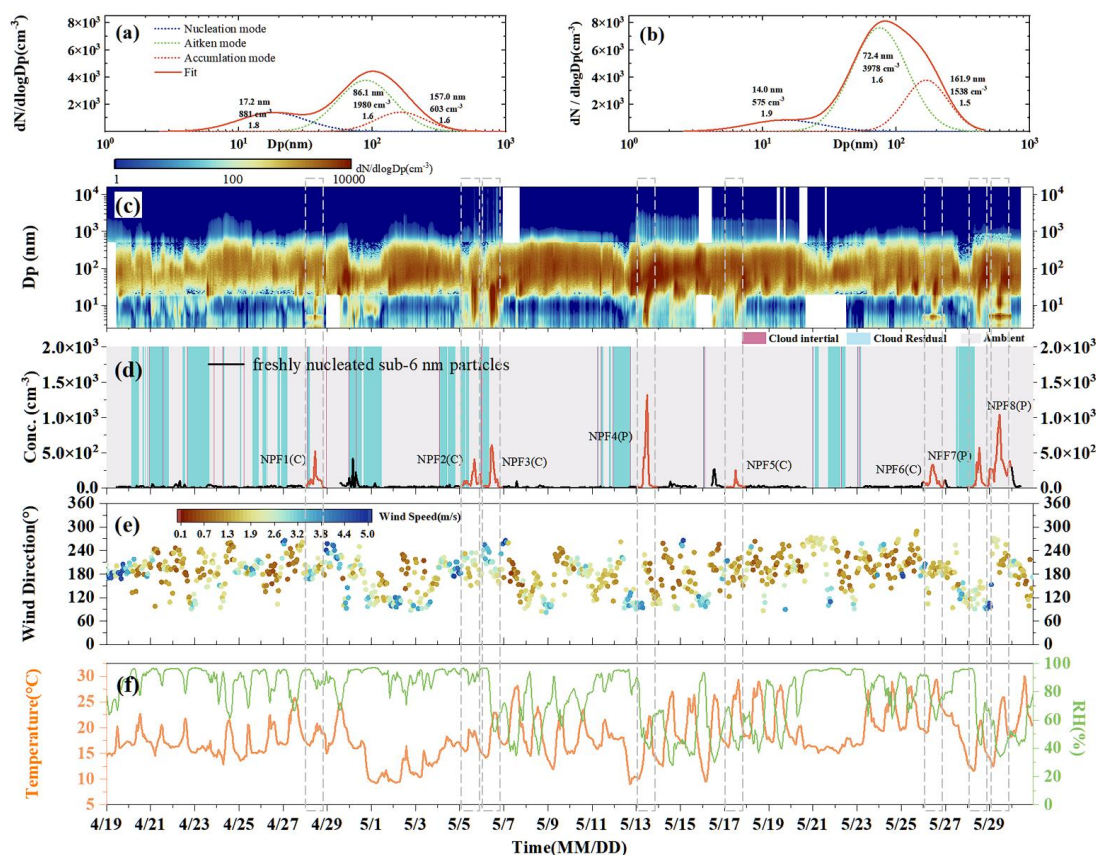 8×10³
6×10³
4×10³
2×10³
dN/dlogDp(cm⁻³)
(a)
Nucleation mode
Aitken mode
Accumlation mode
Fit
17.2 nm
881 cm⁻³
1.8
86.1 nm
1980 cm⁻³
1.6
157.0 nm
603 cm⁻³
1.6
10⁰ 10¹ 10² 10³
Dp(nm)
8×10³
6×10³
4×10³
2×10³
dN / dlogDp(cm⁻³)
(b)
14.0 nm
575 cm⁻³
1.9
72.4 nm
3978 cm⁻³
1.6
161.9 nm
1538 cm⁻³
1.5
10⁰ 10¹ 10² 10³
Dp(nm)
dN/dlogDp(cm⁻³)
1 100 10000
(c)
Dp (nm)
10⁴ 10⁴
10³ 10³
10² 10²
10¹ 10¹
Cloud intertial Cloud Residual Ambient
(d)
freshly nucleated sub-6 nm particles
Conc. (cm⁻³)
2.0×10³ 2.0×10³
1.5×10³ 1.5×10³
1.0×10³ 1.0×10³
5.0×10² 5.0×10²
0.0 0.0
NPF1(C)
NPF2(C)
NPF3(C)
NPF4(P)
NPF5(C)
NPF6(C)
NPF7(P)
NPF8(P)
(e)
Wind Speed(m/s)
0.1 0.7 1.3 1.9 2.6 3.2 3.8 4.4 5.0
Wind Direction(°)
360 360
300 300
240 240
180 180
120 120
60 60
0 0
(f)
Temperature(°C)
30
25
20
15
10
5
RH(%)
100
80
60
40
20
0
4/19 4/21 4/23 4/25 4/27 4/29 5/1 5/3 5/5 5/7 5/9 5/11 5/13 5/15 5/17 5/19 5/21 5/23 5/25 5/27 5/29
Time(MM/DD)